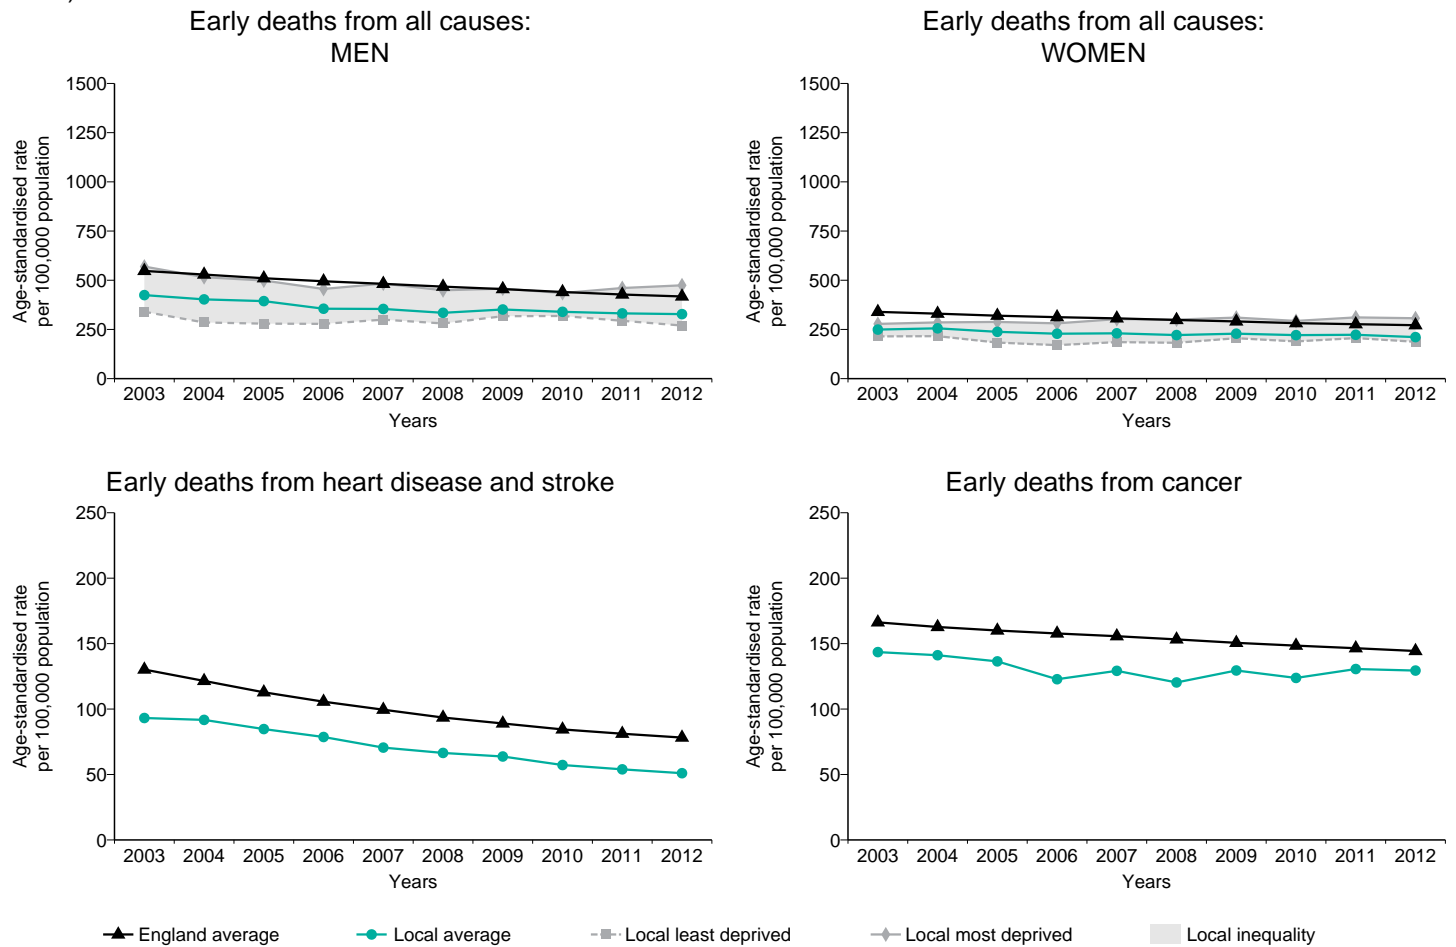 Early deaths from all causes:
MEN
Age-standardised rate
per 100,000 population
1500
1250
1000
750
500
250
0
2003 2004 2005 2006 2007 2008 2009 2010 2011 2012
Years
Early deaths from all causes:
WOMEN
Age-standardised rate
per 100,000 population
1500
1250
1000
750
500
250
0
2003 2004 2005 2006 2007 2008 2009 2010 2011 2012
Years
Early deaths from heart disease and stroke
Age-standardised rate
per 100,000 population
250
200
150
100
50
0
2003 2004 2005 2006 2007 2008 2009 2010 2011 2012
Years
Early deaths from cancer
Age-standardised rate
per 100,000 population
250
200
150
100
50
0
2003 2004 2005 2006 2007 2008 2009 2010 2011 2012
Years
England average
Local average
Local least deprived
Local most deprived
Local inequality